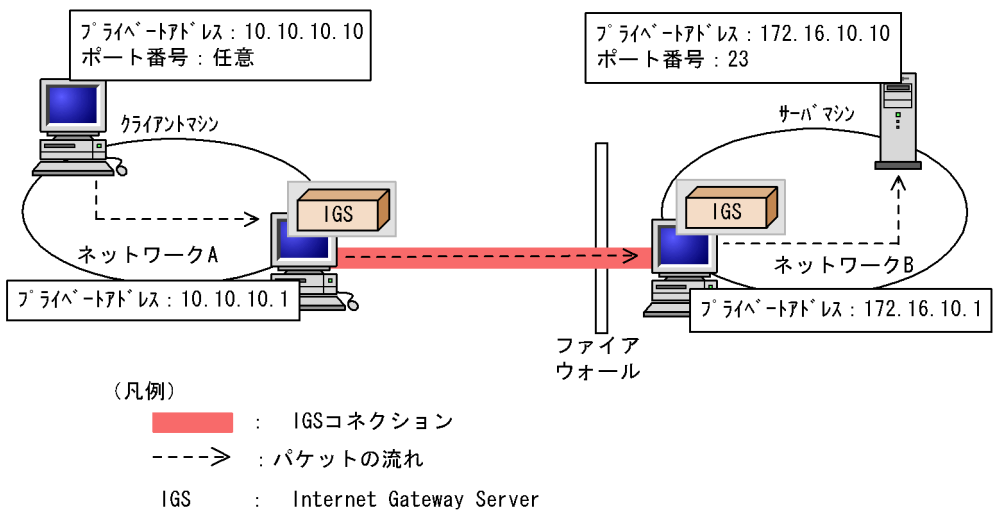 ﾌﾟﾗｲﾍﾞｰﾄｱﾄﾞﾚｽ：10.10.10.10
ポート番号：任意
ﾌﾟﾗｲﾍﾞｰﾄｱﾄﾞﾚｽ：172.16.10.10
ポート番号：23
ｸﾗｲｱﾝﾄﾏｼﾝ
ｻｰﾊﾞﾏｼﾝ
IGS
IGS
ネットワークA
ネットワークB
ﾌﾟﾗｲﾍﾞｰﾄｱﾄﾞﾚｽ：10.10.10.1
ﾌﾟﾗｲﾍﾞｰﾄｱﾄﾞﾚｽ：172.16.10.1
ファイア
ウォール
（凡例）
： IGSコネクション
：パケットの流れ
IGS ： Internet Gateway Server